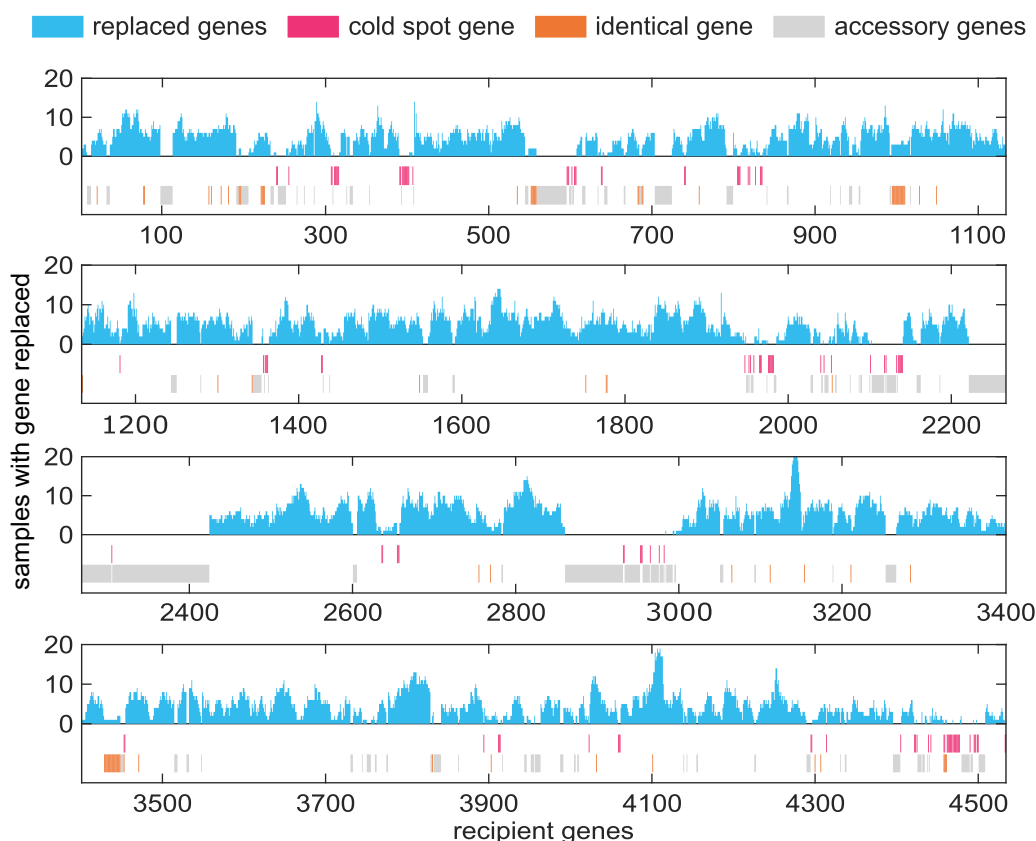 replaced genes cold spot gene identical gene accessory genes
samples with gene replaced
20
10
0
100 300 500 700 900 1100
20
10
0
1200 1400 1600 1800 2000 2200
20
10
0
2400 2600 2800 3000 3200 3400
20
10
0
3500 3700 3900 4100 4300 4500
recipient genes